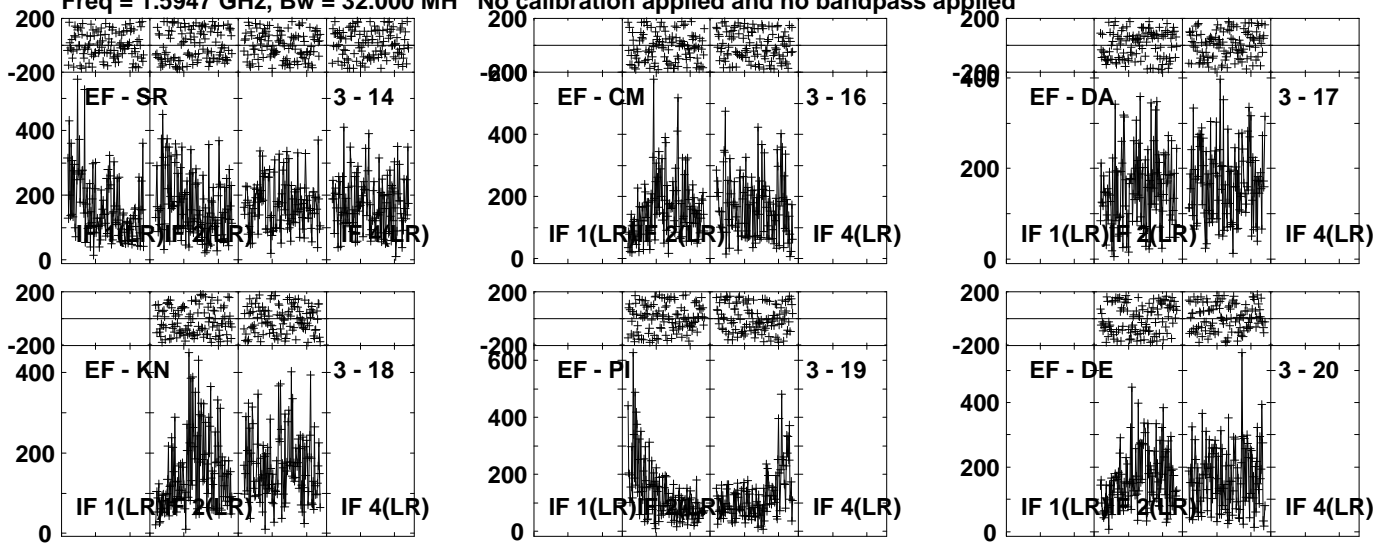 Freq = 1.5947 GHz, Bw = 32.000 MH No calibration applied and no bandpass applied
200 200 200
-200 600 -200 400 -200
EF - SR 3 - 14 EF - CM 3 - 16 EF - DA 3 - 17
400 400
200 200 200
IF 1(LR) IF 2(LR) IF 4(LR) IF 1(LR) IF 2(LR) IF 4(LR) IF 1(LR) IF 2(LR) IF 4(LR)
0 0 0
200 200 200
-200 -200 -200
400 EF - KN 3 - 18 600 EF - PI 3 - 19 EF - DE 3 - 20
400 400
200 200 200
IF 1(LR) IF 2(LR) IF 4(LR) IF 1(LR) IF 2(LR) IF 4(LR) IF 1(LR) IF 2(LR) IF 4(LR)
0 0 0